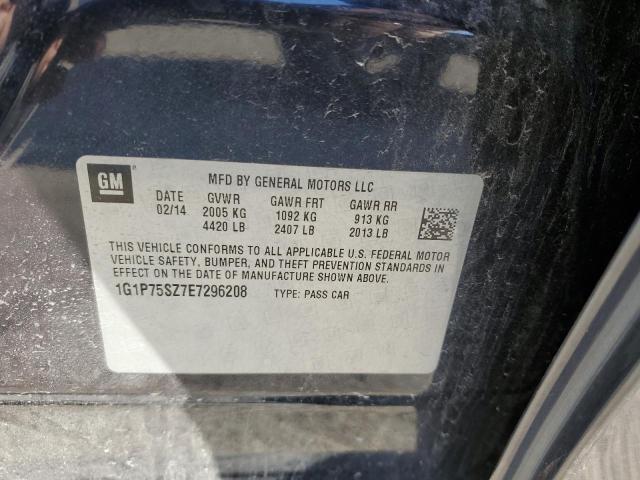 GM
MFD BY GENERAL MOTORS LLC
DATE GVWR GAWR FRT GAWR RR
02/14 2005 KG 1092 KG 913 KG
4420 LB 2407 LB 2013 LB
THIS VEHICLE CONFORMS TO ALL APPLICABLE U.S. FEDERAL MOTOR
VEHICLE SAFETY, BUMPER, AND THEFT PREVENTION STANDARDS IN
EFFECT ON THE DATE OF MANUFACTURE SHOWN ABOVE.
1G1P75SZ7E7296208 TYPE: PASS CAR